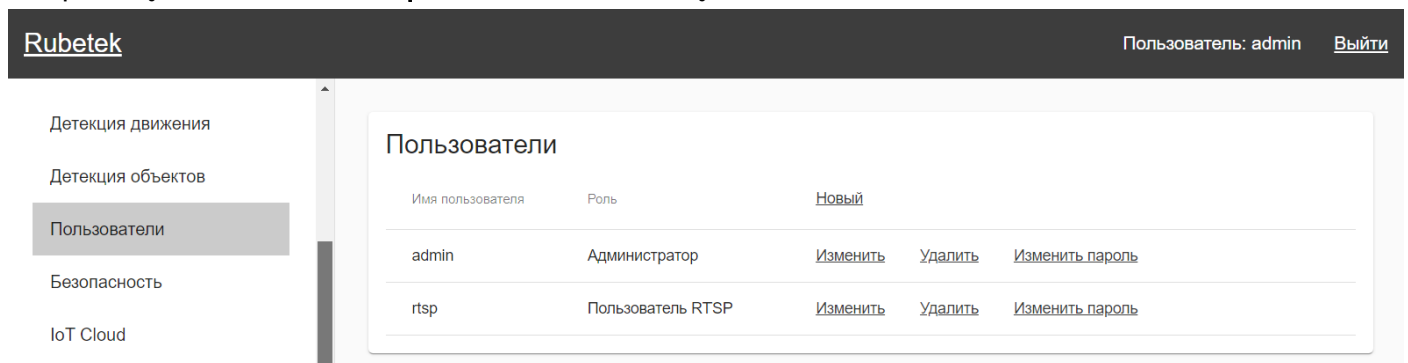 Rubetek
Пользователь: admin Выйти
Детекция движения
Детекция объектов
Пользователи
Безопасность
IoT Cloud
Пользователи
Имя пользователя Роль Новый
admin Администратор Изменить Удалить Изменить пароль
rtsp Пользователь RTSP Изменить Удалить Изменить пароль